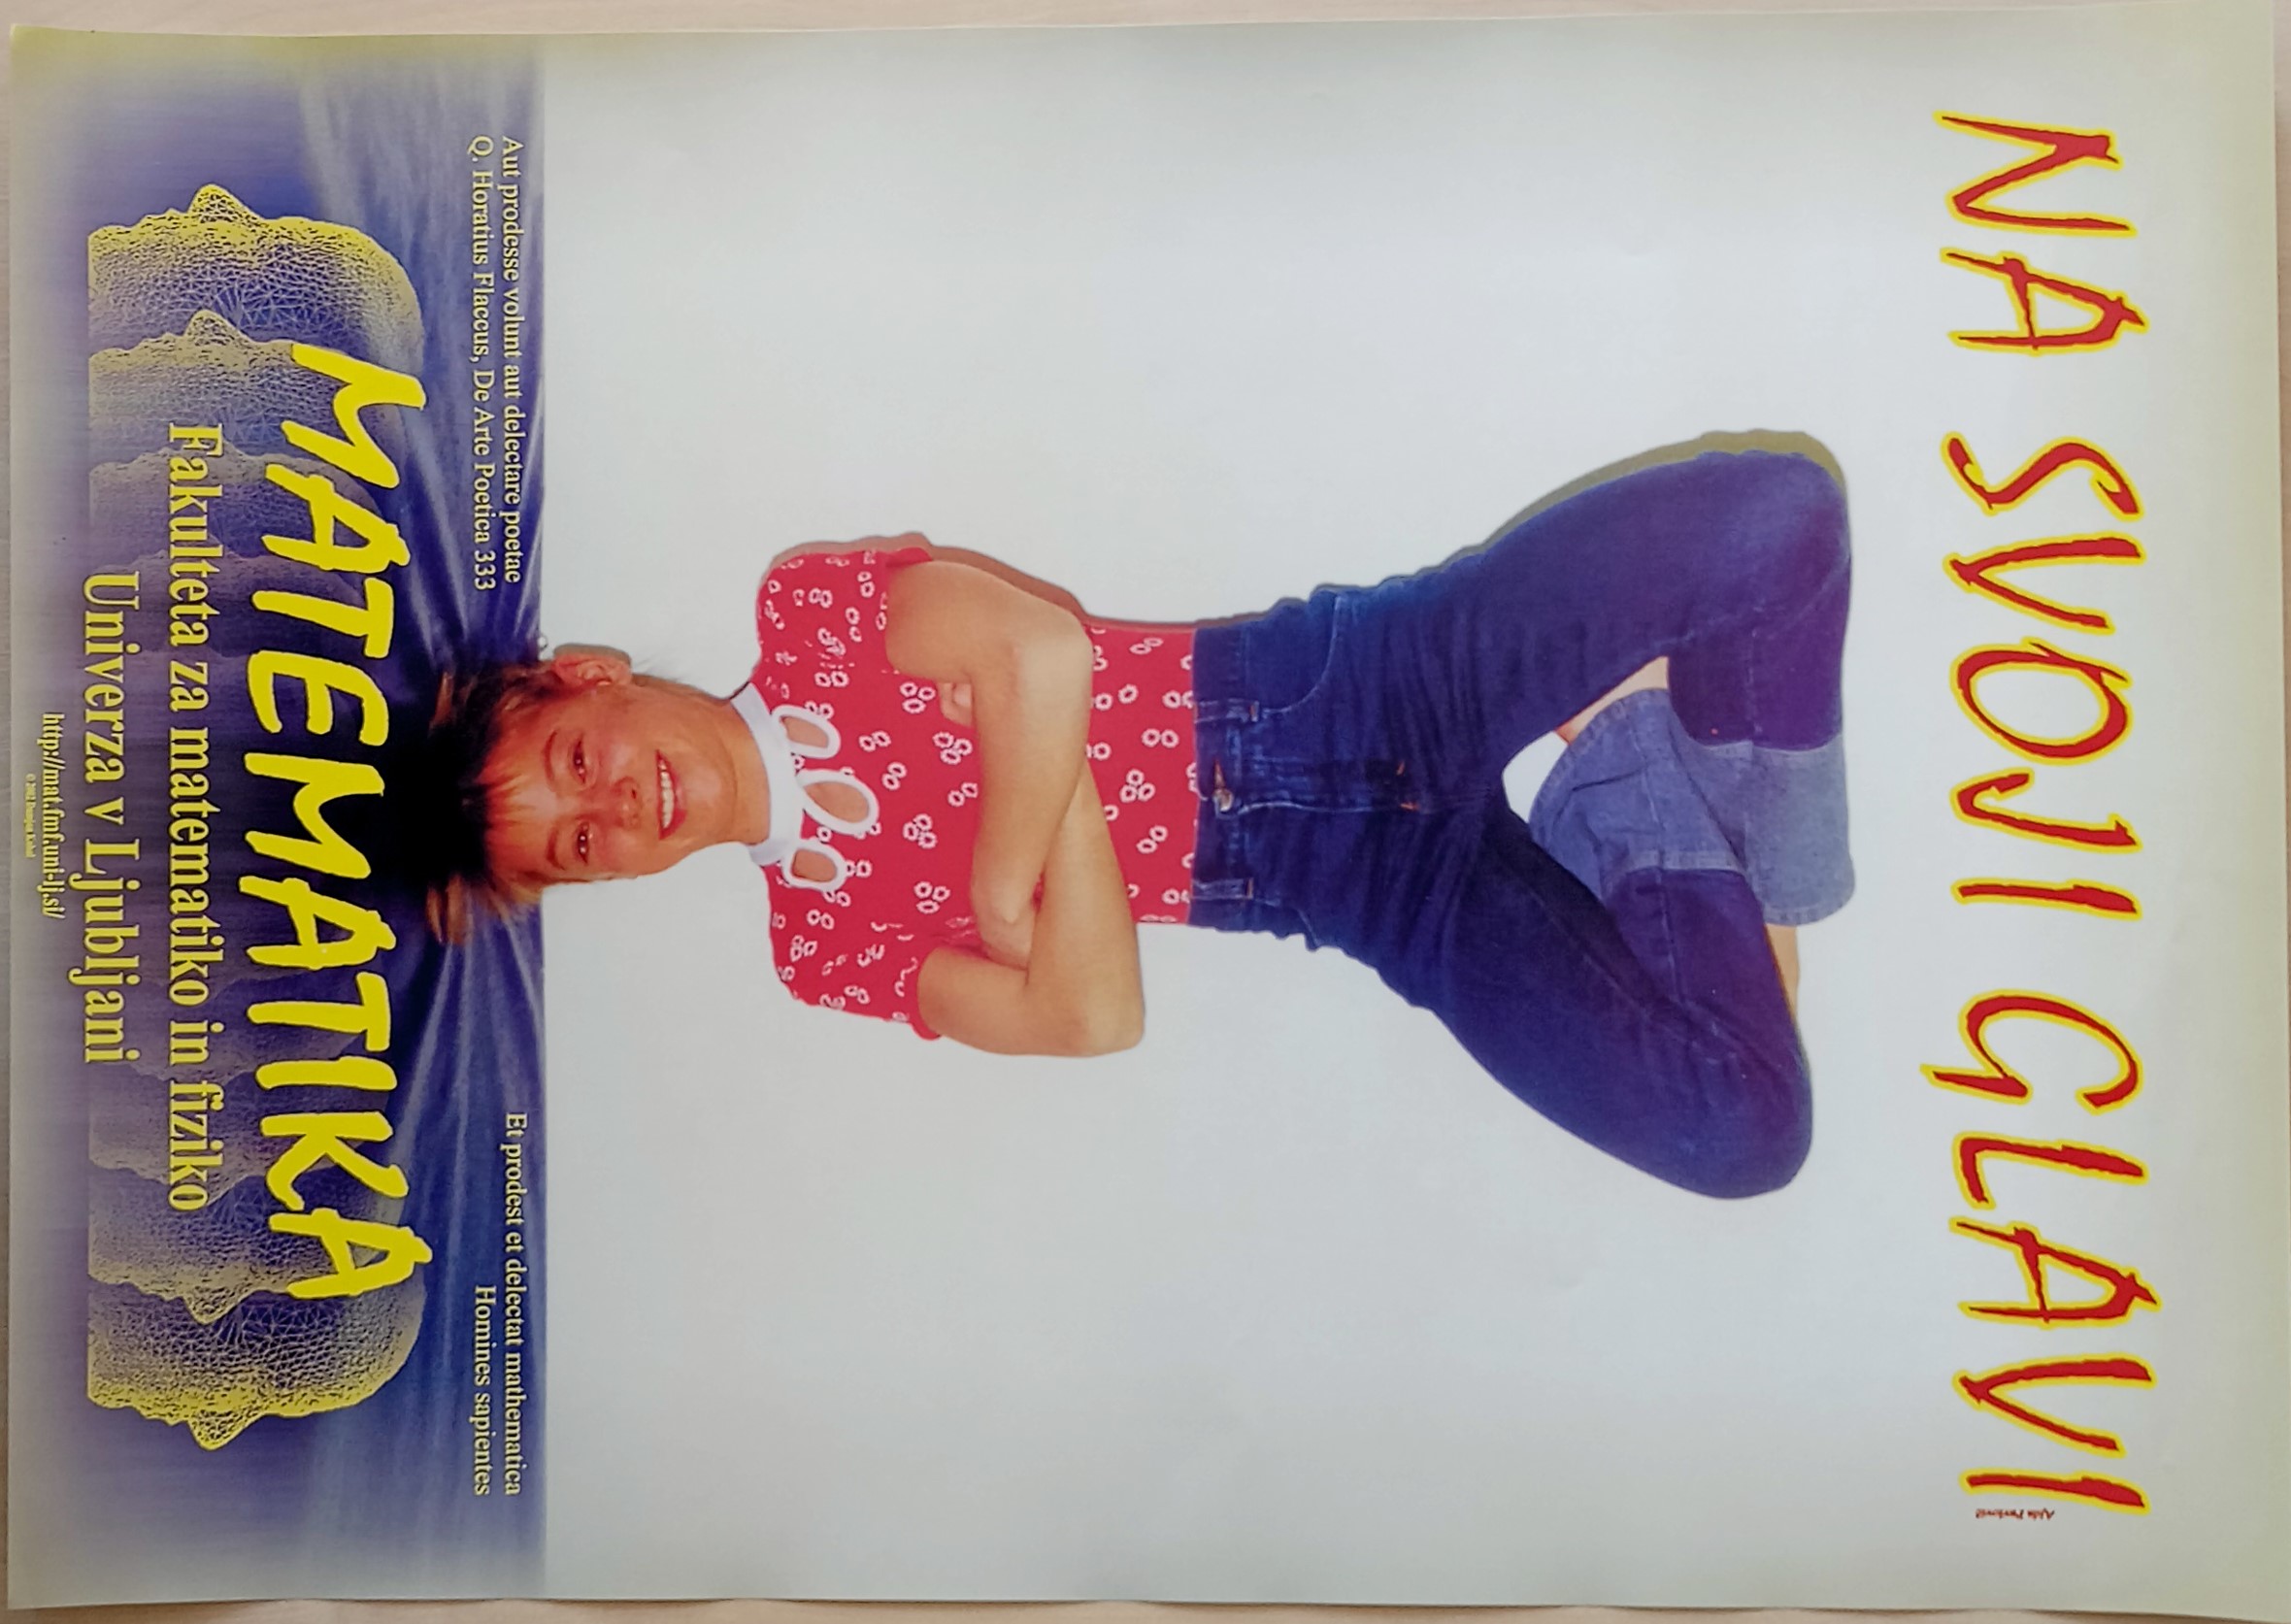 NA SVOJI GLAVI
Aut prodesse volunt aut delectare poetae
Q. Horatius Flaccus, De Arte Poetica 333
Et prodest et delectat mathematica
Homines sapientes
MATEMATIKA
Fakulteta za matematiko in fiziko
Univerza v Ljubljani
http://mat.fmf.uni-lj.si/